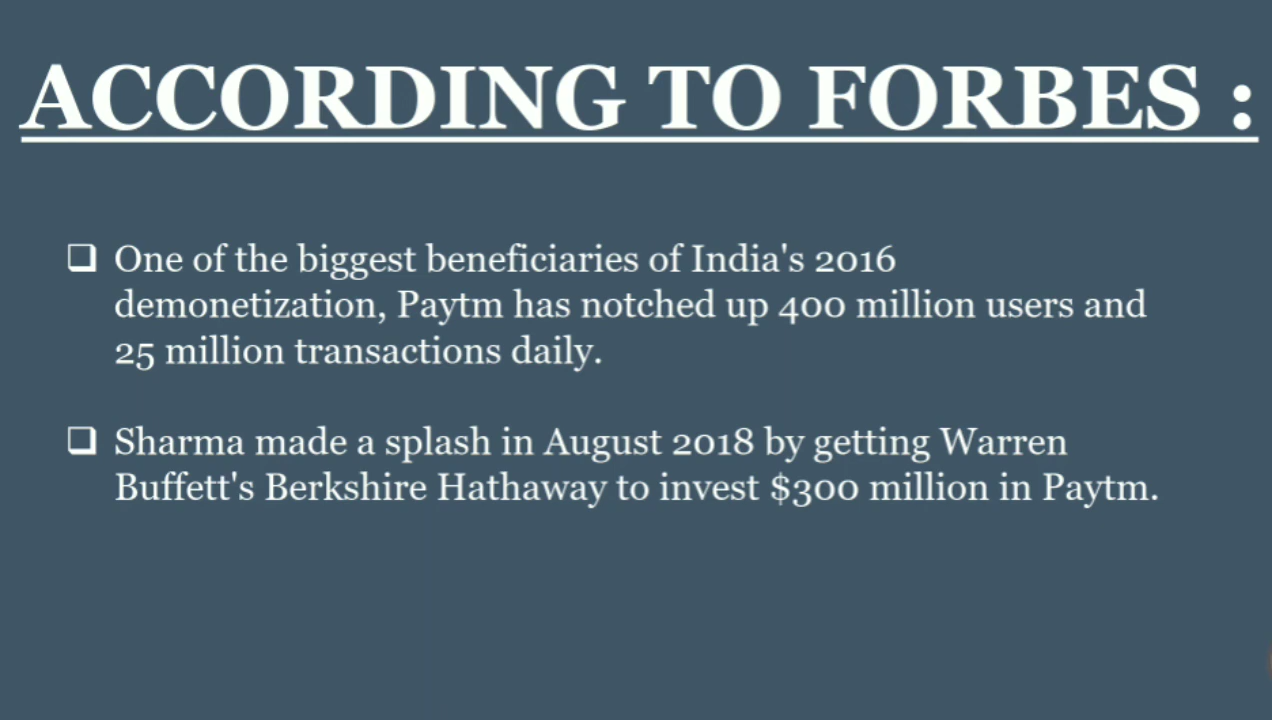 ACCORDING TO FORBES :
One of the biggest beneficiaries of India's 2016
demonetization, Paytm has notched up 400 million users and
25 million transactions daily.
Sharma made a splash in August 2018 by getting Warren
Buffett's Berkshire Hathaway to invest $300 million in Paytm.